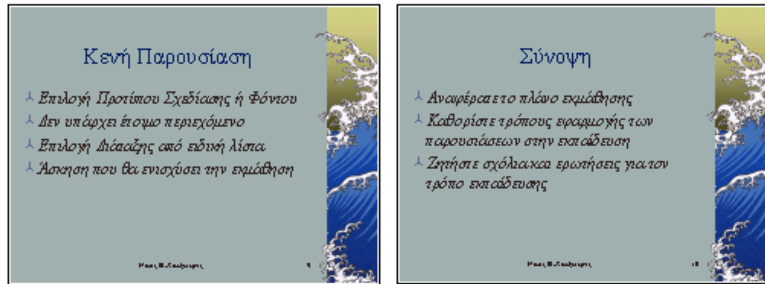 Κενή Παρουσίαση
Επιλογή Προτύπου Σχεδίασης ή Φόντου
Δεν υπάρχει έτοιμο περιεχόμενο
Επιλογή Διάταξης από ειδική λίστα
Άσκηση που θα ενισχύσει την εκμάθηση
Σύνοψη
Αναφέρατε το πλάνο εκμάθησης
Καθορίστε τρόπους εφαρμογής των
παρουσιάσεων στην εκπαίδευση
Ζητήστε σχόλια και ερωτήσεις για τον
τρόπο εκπαίδευσης